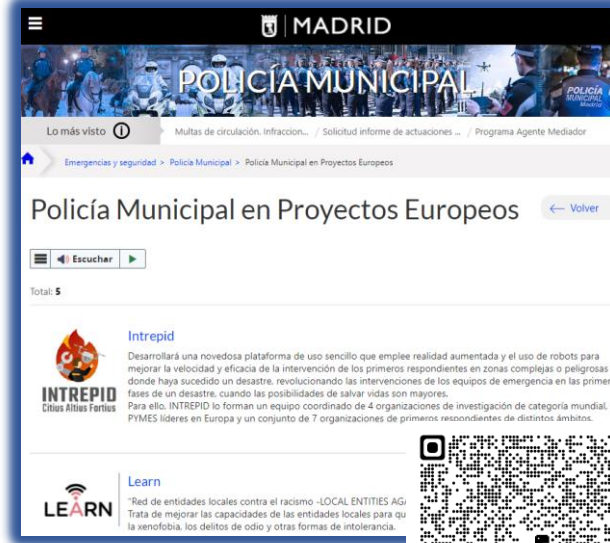 MADRID
POLICÍA MUNICIPAL
POLICÍA
MUNICIPAL
Madrid
Lo más visto
Multas de circulación. Infraccion... / Solicitud informe de actuaciones ... / Programa Agente Mediador
Emergencias y seguridad > Policía Municipal > Policía Municipal en Proyectos Europeos
Policía Municipal en Proyectos Europeos
← Volver
Escuchar
Total: 5
Intrepid
Desarrollará una novedosa plataforma de uso sencillo que emplee realidad aumentada y el uso de robots para
mejorar la velocidad y eficacia de la intervención de los primeros respondientes en zonas complejas o peligrosas
donde haya sucedido un desastre, revolucionando las intervenciones de los equipos de emergencia en las primer
fases de un desastre, cuando las posibilidades de salvar vidas son mayores.
Para ello, INTREPID lo forman un equipo coordinado de 4 organizaciones de investigación de categoría mundial,
PYMES líderes en Europa y un conjunto de 7 organizaciones de primeros respondientes de distintos ámbitos.
INTREPID
Citius Altius Fortius
Learn
"Red de entidades locales contra el racismo -LOCAL ENTITIES AGA
Trata de mejorar las capacidades de las entidades locales para qu
la xenofobia, los delitos de odio y otras formas de intolerancia.
LEARN